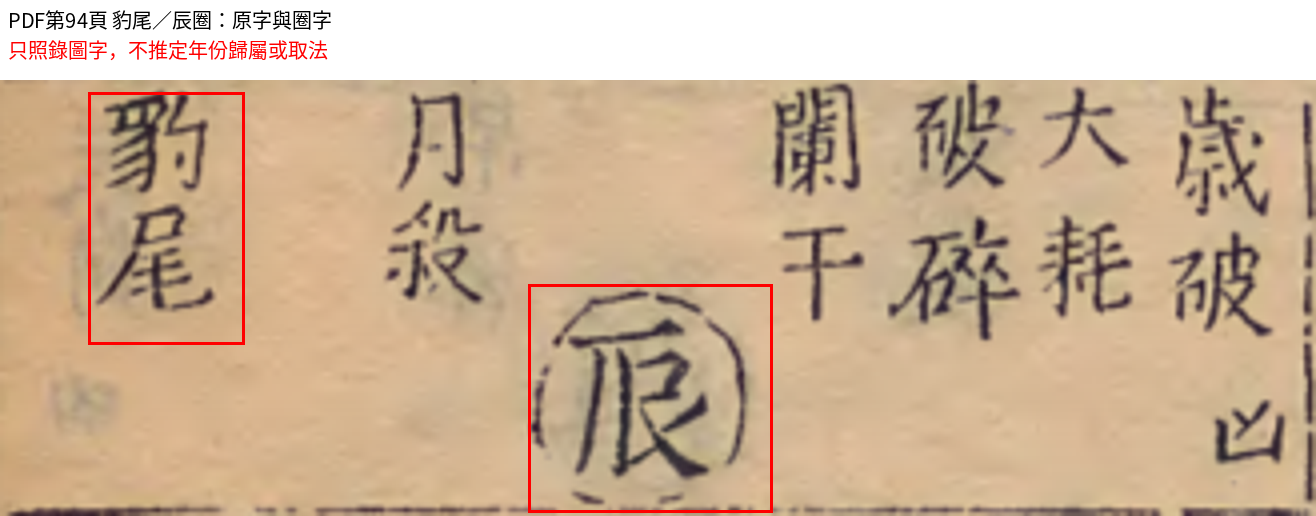 PDF第94頁 豹尾／辰圈：原字與圈字
只照錄圖字，不推定年份歸屬或取法
歲破 凶
大耗
破碎
闌干
辰
月殺
豹尾